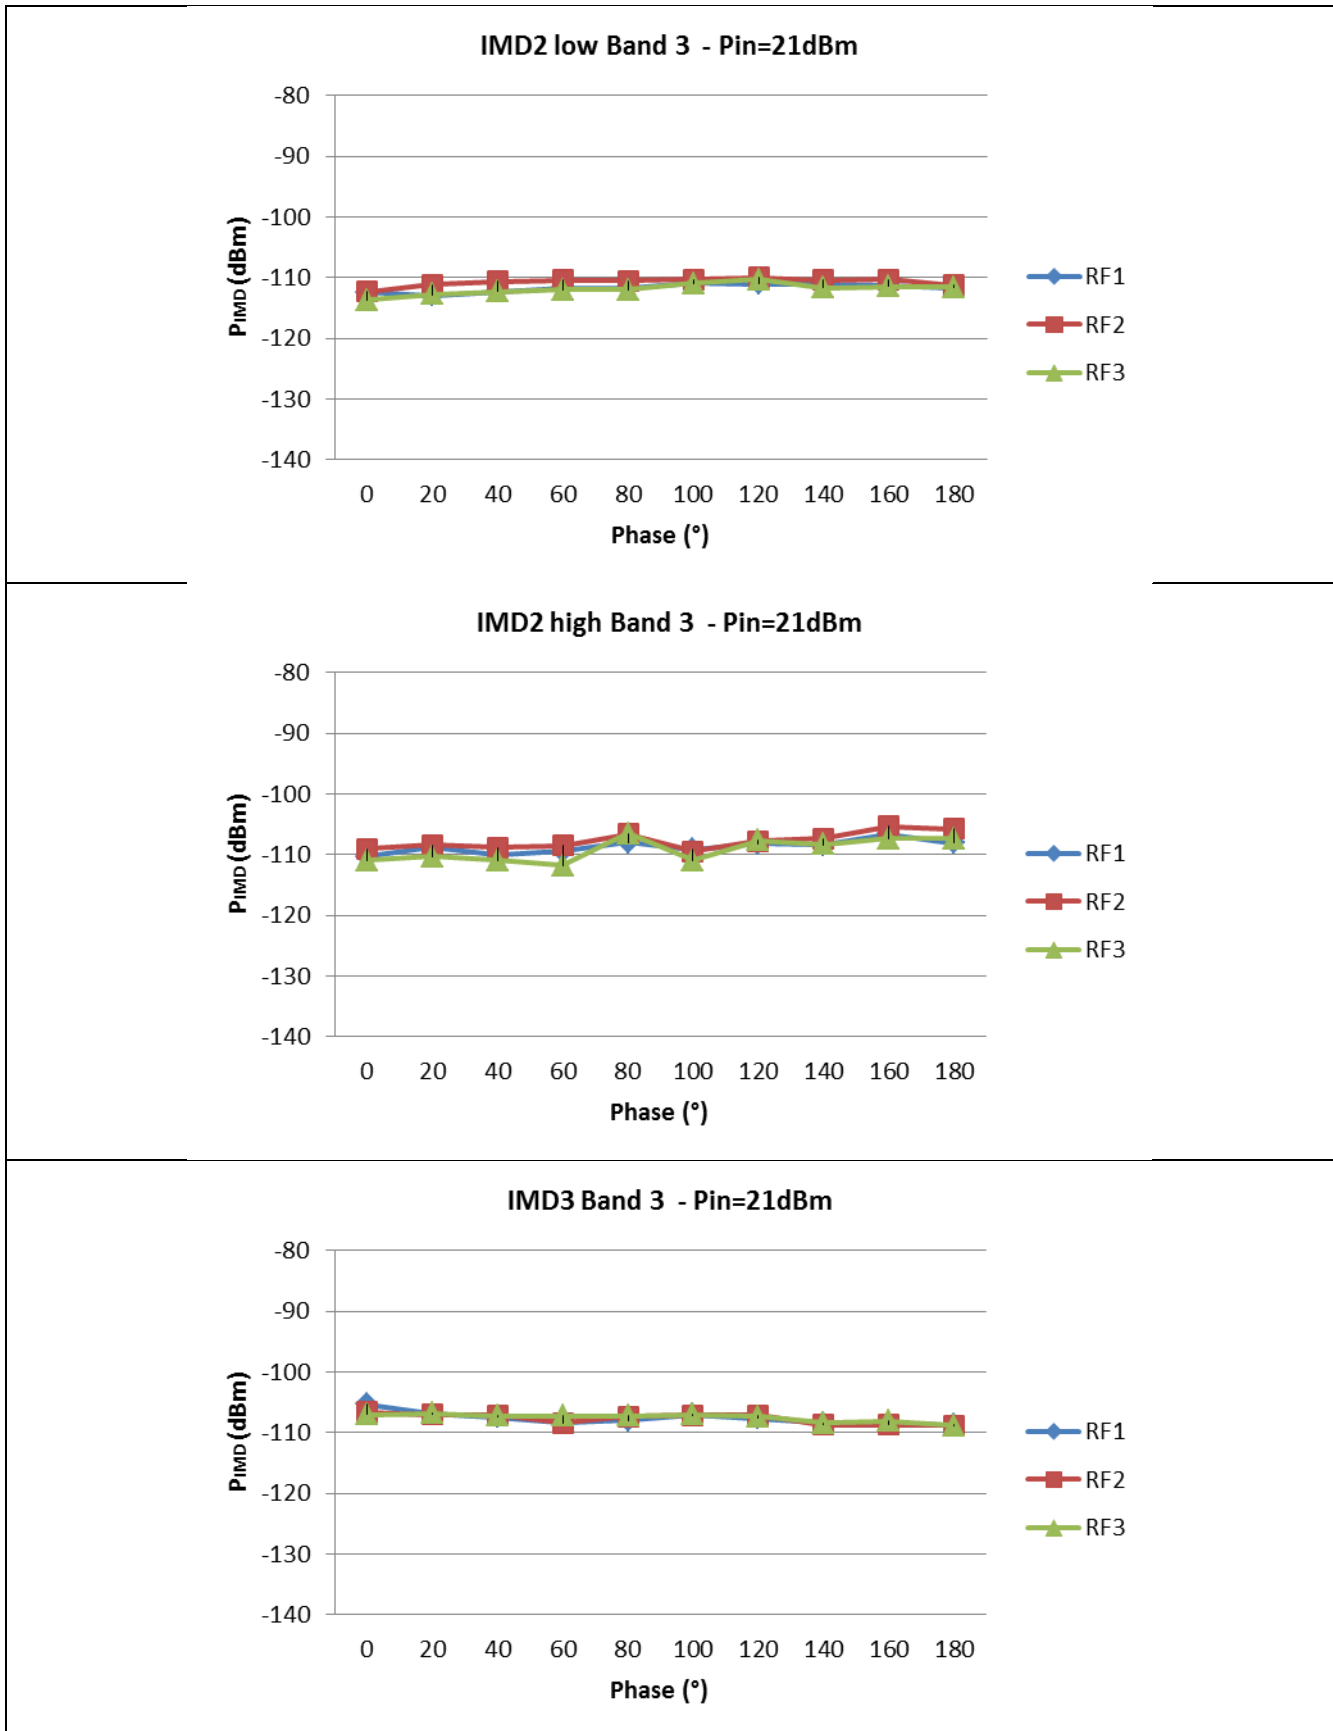 IMD2 low Band 3 - Pin=21dBm
-80
-90
-100
-110
-120
-130
-140
PIMD (dBm)
0 20 40 60 80 100 120 140 160 180
Phase (°)
RF1
RF2
RF3
IMD2 high Band 3 - Pin=21dBm
-80
-90
-100
-110
-120
-130
-140
PIMD (dBm)
0 20 40 60 80 100 120 140 160 180
Phase (°)
RF1
RF2
RF3
IMD3 Band 3 - Pin=21dBm
-80
-90
-100
-110
-120
-130
-140
PIMD (dBm)
0 20 40 60 80 100 120 140 160 180
Phase (°)
RF1
RF2
RF3